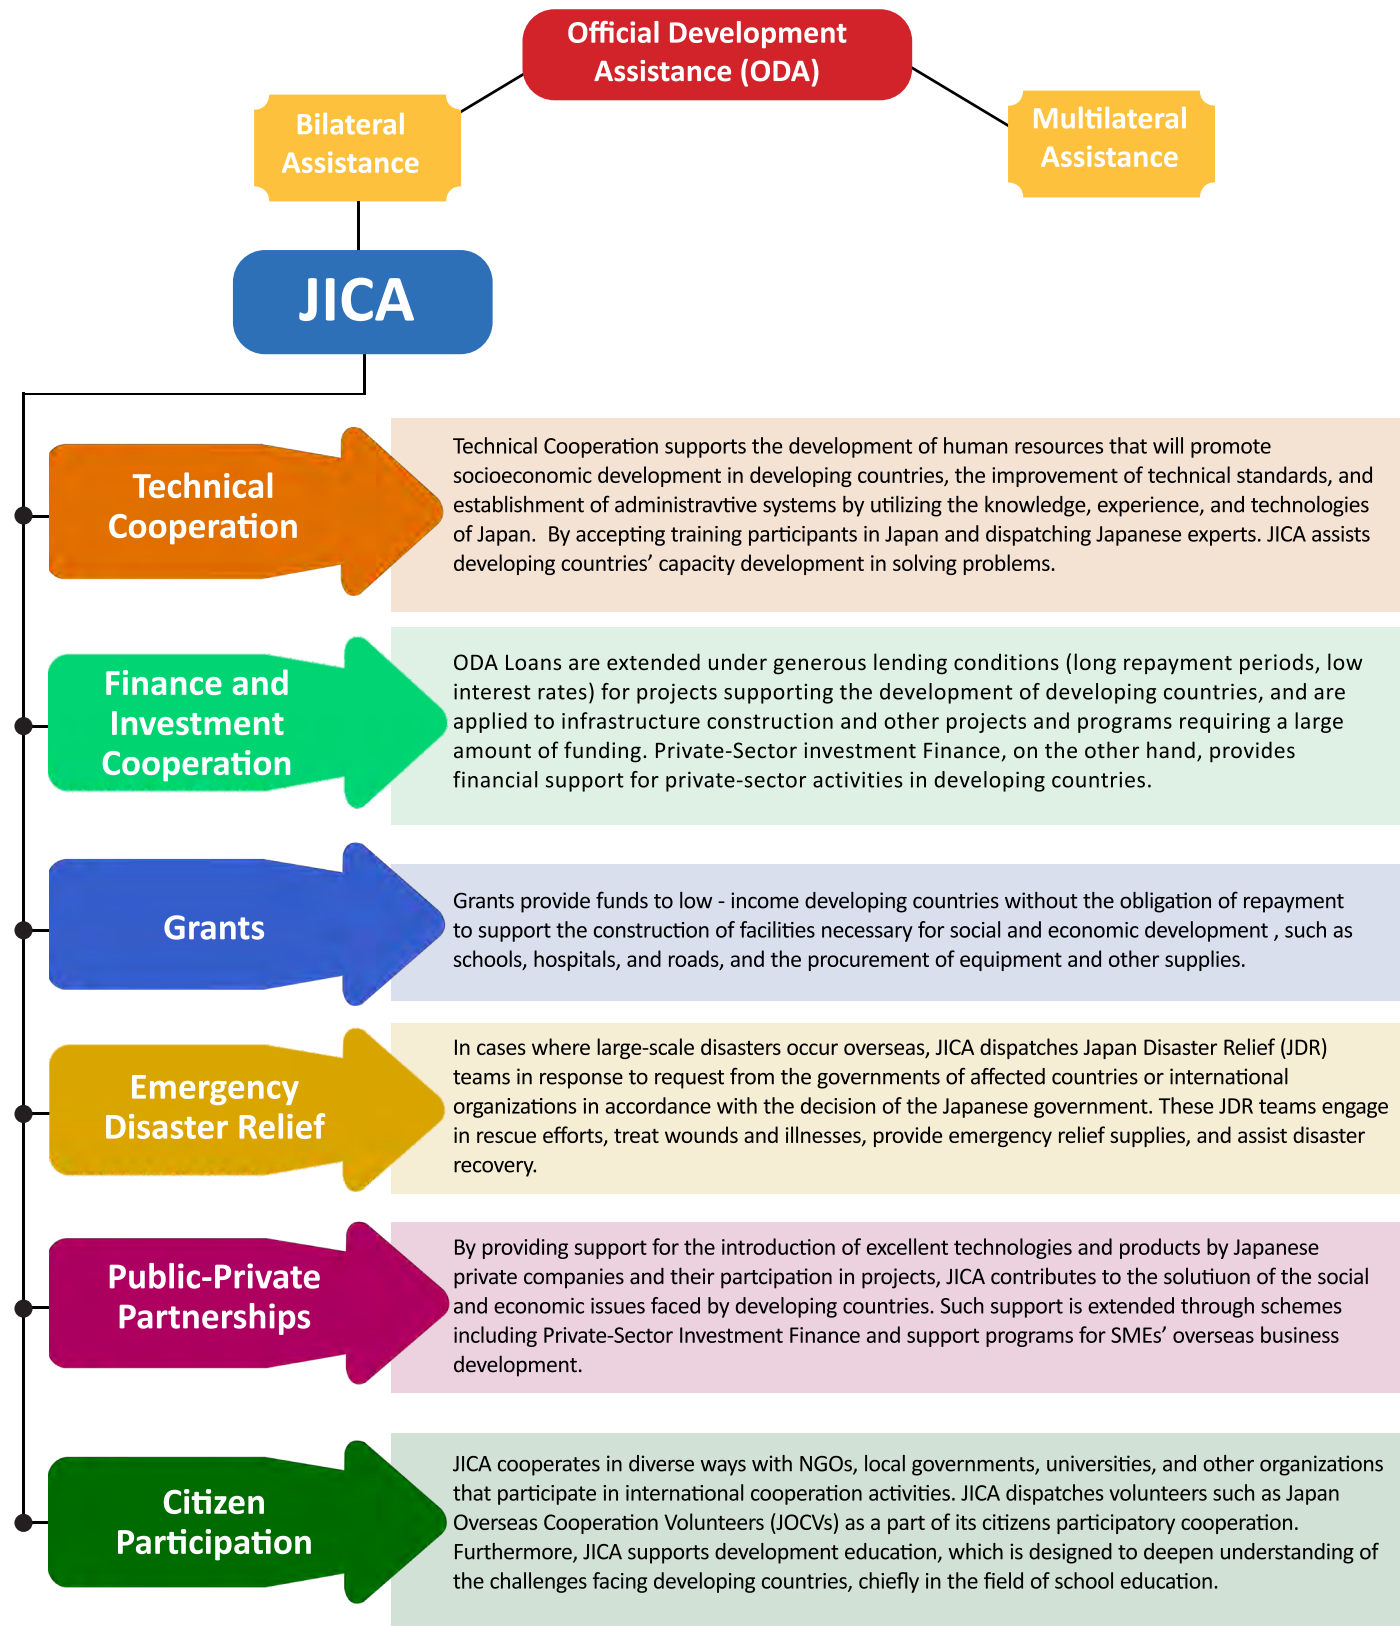 Official Development
Assistance (ODA)
Bilateral
Assistance
Multilateral
Assistance
JICA
Technical
Cooperation
Technical Cooperation supports the development of human resources that will promote
socioeconomic development in developing countries, the improvement of technical standards, and
establishment of administravtive systems by utilizing the knowledge, experience, and technologies
of Japan.  By accepting training participants in Japan and dispatching Japanese experts. JICA assists
developing countries’ capacity development in solving problems.
Finance and
Investment
Cooperation
ODA Loans are extended under generous lending conditions (long repayment periods, low
interest rates) for projects supporting the development of developing countries, and are
applied to infrastructure construction and other projects and programs requiring a large
amount of funding. Private-Sector investment Finance, on the other hand, provides
financial support for private-sector activities in developing countries.
Grants
Grants provide funds to low - income developing countries without the obligation of repayment
to support the construction of facilities necessary for social and economic development , such as
schools, hospitals, and roads, and the procurement of equipment and other supplies.
Emergency
Disaster Relief
In cases where large-scale disasters occur overseas, JICA dispatches Japan Disaster Relief (JDR)
teams in response to request from the governments of affected countries or international
organizations in accordance with the decision of the Japanese government. These JDR teams engage
in rescue efforts, treat wounds and illnesses, provide emergency relief supplies, and assist disaster
recovery.
Public-Private
Partnerships
By providing support for the introduction of excellent technologies and products by Japanese
private companies and their partcipation in projects, JICA contributes to the solutiuon of the social
and economic issues faced by developing countries. Such support is extended through schemes
including Private-Sector Investment Finance and support programs for SMEs’ overseas business
development.
Citizen
Participation
JICA cooperates in diverse ways with NGOs, local governments, universities, and other organizations
that participate in international cooperation activities. JICA dispatches volunteers such as Japan
Overseas Cooperation Volunteers (JOCVs) as a part of its citizens participatory cooperation.
Furthermore, JICA supports development education, which is designed to deepen understanding of
the challenges facing developing countries, chiefly in the field of school education.